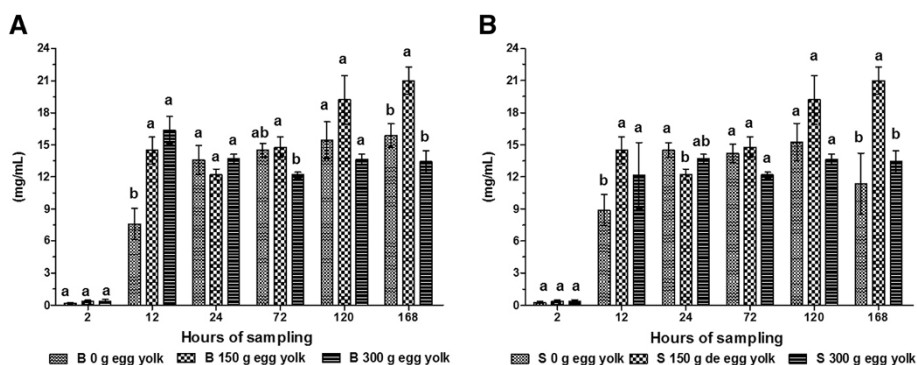 A
24
21
18
15
12
9
6
3
0
(mg/mL)
a a a
b a a
a a a
ab a b
a a a
b a b
2 12 24 72 120 168
Hours of sampling
B 0 g egg yolk B 150 g egg yolk B 300 g egg yolk
B
24
21
18
15
12
9
6
3
0
(mg/mL)
a a a
b a a
a b ab
a a a
a a a
b a b
2 12 24 72 120 168
Hours of sampling
S 0 g egg yolk S 150 g de egg yolk S 300 g egg yolk